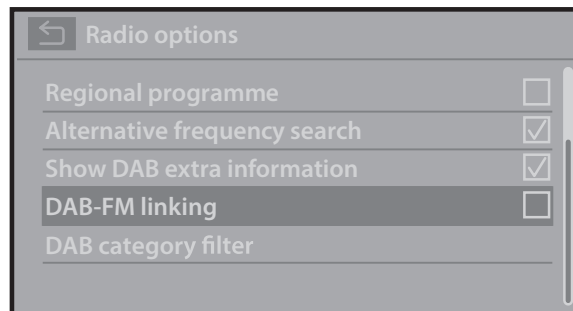 Radio options
Regional programme
Alternative frequency search
Show DAB extra information
DAB-FM linking
DAB category filter